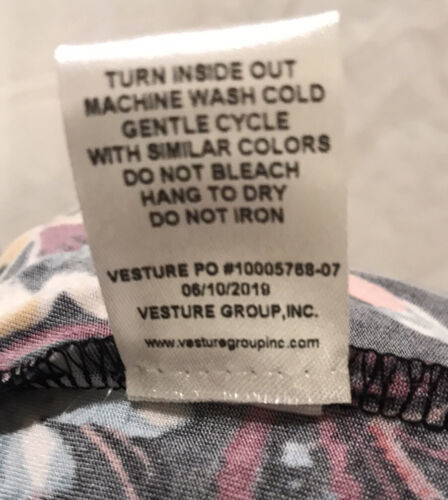 TURN INSIDE OUT
MACHINE WASH COLD
GENTLE CYCLE
WITH SIMILAR COLORS
DO NOT BLEACH
HANG TO DRY
DO NOT IRON
VESTURE PO #10005768-07
06/10/2019
VESTURE GROUP,INC.
www.vesturegroupinc.com